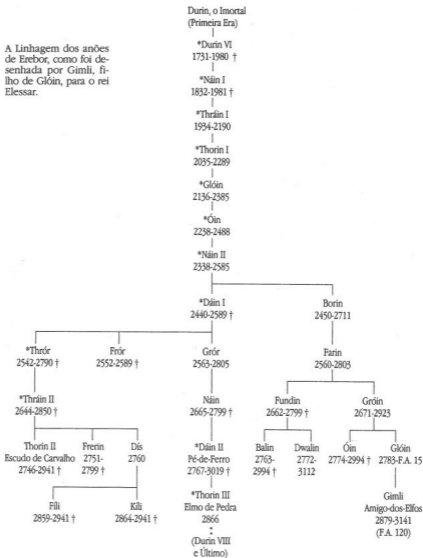 Durin, o Imortal
(Primeira Era)
A Linhagem dos anões
de Erebor, como foi de-
senhada por Gimli, fi-
lho de Glóin, para o rei
Elessar.
*Durin VI
1731-1980 †
*Náin I
1832-1981 †
*Thráin I
1934-2190
*Thorin I
2035-2289
*Glóin
2136-2385
*Óin
2238-2488
*Náin II
2338-2585
*Dáin I
2440-2589 †
Borin
2450-2711
*Thrór
2542-2790 †
Frór
2552-2589 †
Grór
2563-2805
Farin
2560-2803
*Thráin II
2644-2850 †
Náin
2665-2799 †
Fundin
2662-2799 †
Gróin
2671-2923
Thorin II
Escudo de Carvalho
2746-2941 †
Frerin
2751-
2799 †
Dís
2760
*Dáin II
Pé-de-Ferro
2767-3019 †
Balin
2763-
2994 †
Dwalin
2772-
3112
Óin
2774-2994 †
Glóin
2783-F.A. 15
Fíli
2859-2941 †
Kíli
2864-2941 †
*Thorin III
Elmo de Pedra
2866
(Durin VIII
e Último)
Gimli
Amigo-dos-Elfos
2879-3141
(F.A. 120)